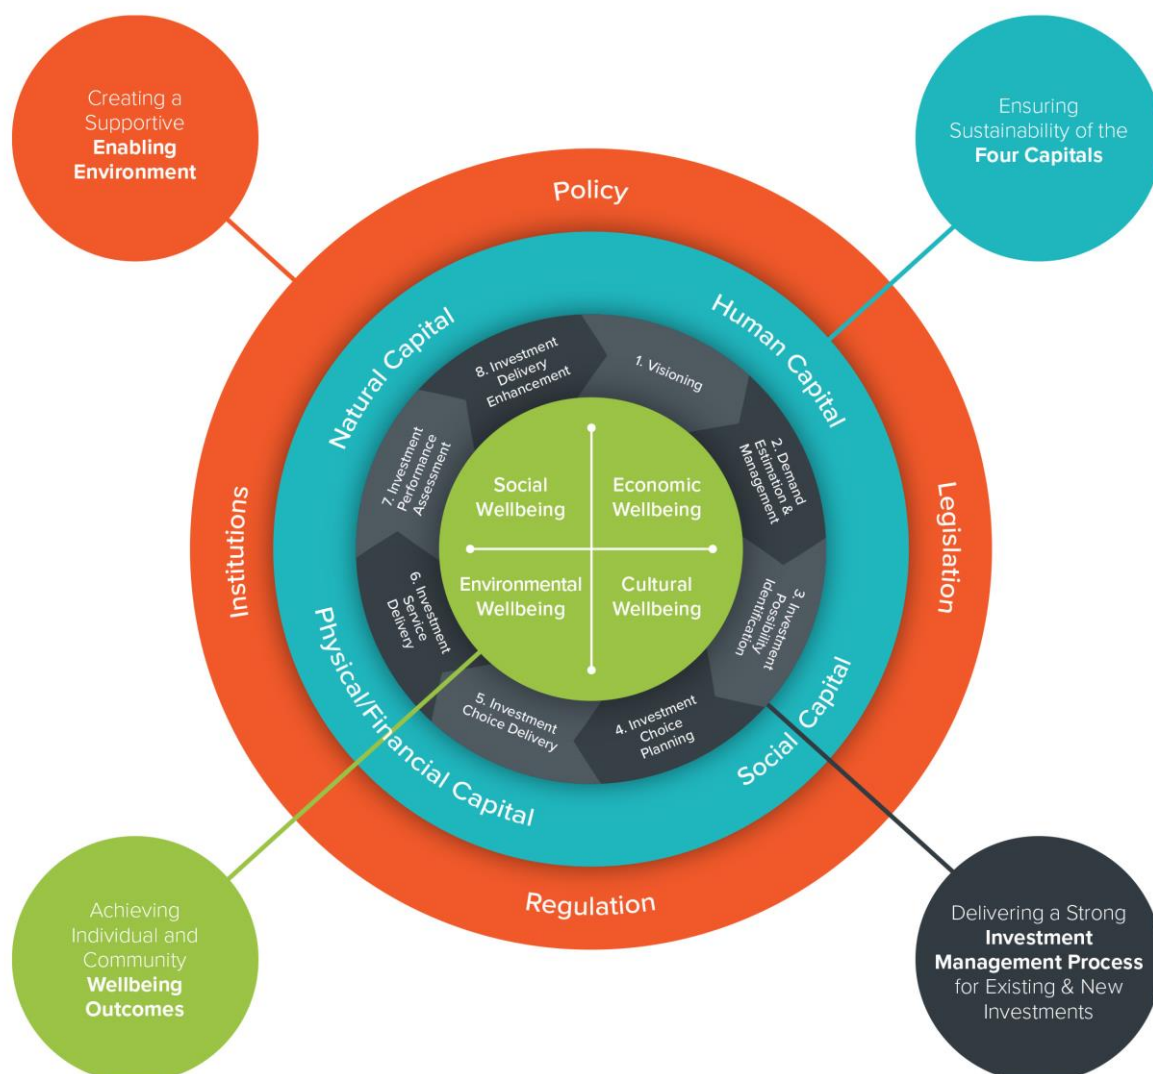 Creating a
Supportive
Enabling
Environment
Ensuring
Sustainability of the
Four Capitals
Policy
Legislation
Regulation
Institutions
Natural Capital
Human Capital
Social Capital
Physical/Financial Capital
1. Visioning
2. Demand
Estimation &
Management
3. Investment
Possibility
Identification
4. Investment
Choice
Planning
5. Investment
Choice Delivery
6. Investment
Service
Delivery
7. Investment
Performance
Assessment
8. Investment
Delivery
Enhancement
Social
Wellbeing
Economic
Wellbeing
Environmental
Wellbeing
Cultural
Wellbeing
Achieving
Individual and
Community
Wellbeing
Outcomes
Delivering a Strong
Investment
Management Process
for Existing & New
Investments